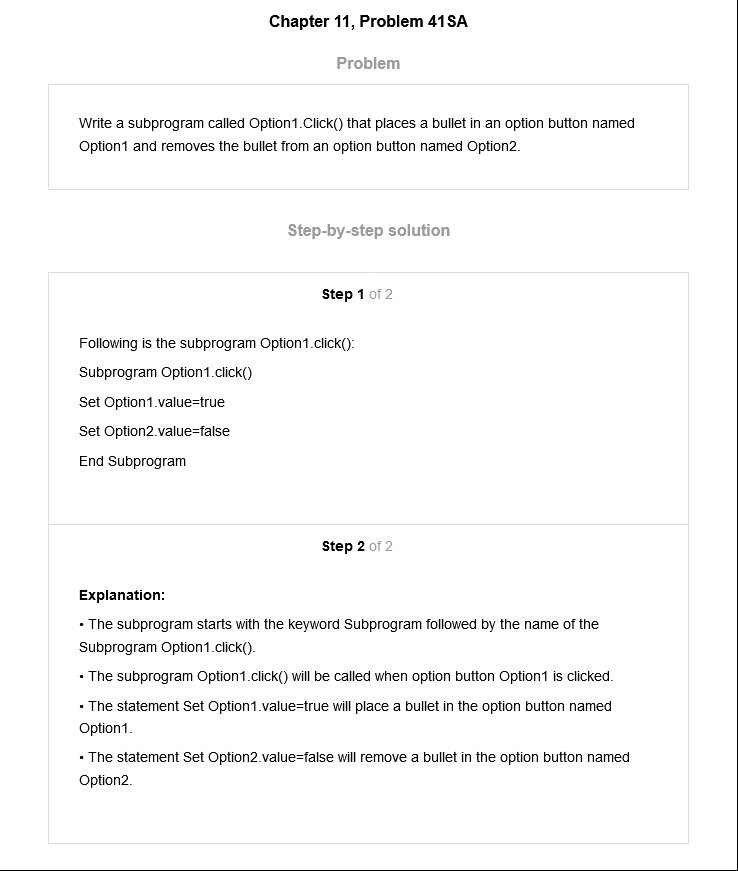 Chapter 11, Problem 41SA
Problem
Write a subprogram called Option1.Click() that places a bullet in an option button named
Option1 and removes the bullet from an option button named Option2.
Step-by-step solution
Step 1 of 2
Following is the subprogram Option1.click():
Subprogram Option1.click()
Set Option1.value=true
Set Option2.value=false
End Subprogram
Step 2 of 2
Explanation:
• The subprogram starts with the keyword Subprogram followed by the name of the
Subprogram Option1.click().
• The subprogram Option1.click() will be called when option button Option1 is clicked.
• The statement Set Option1.value=true will place a bullet in the option button named
Option1.
• The statement Set Option2.value=false will remove a bullet in the option button named
Option2.